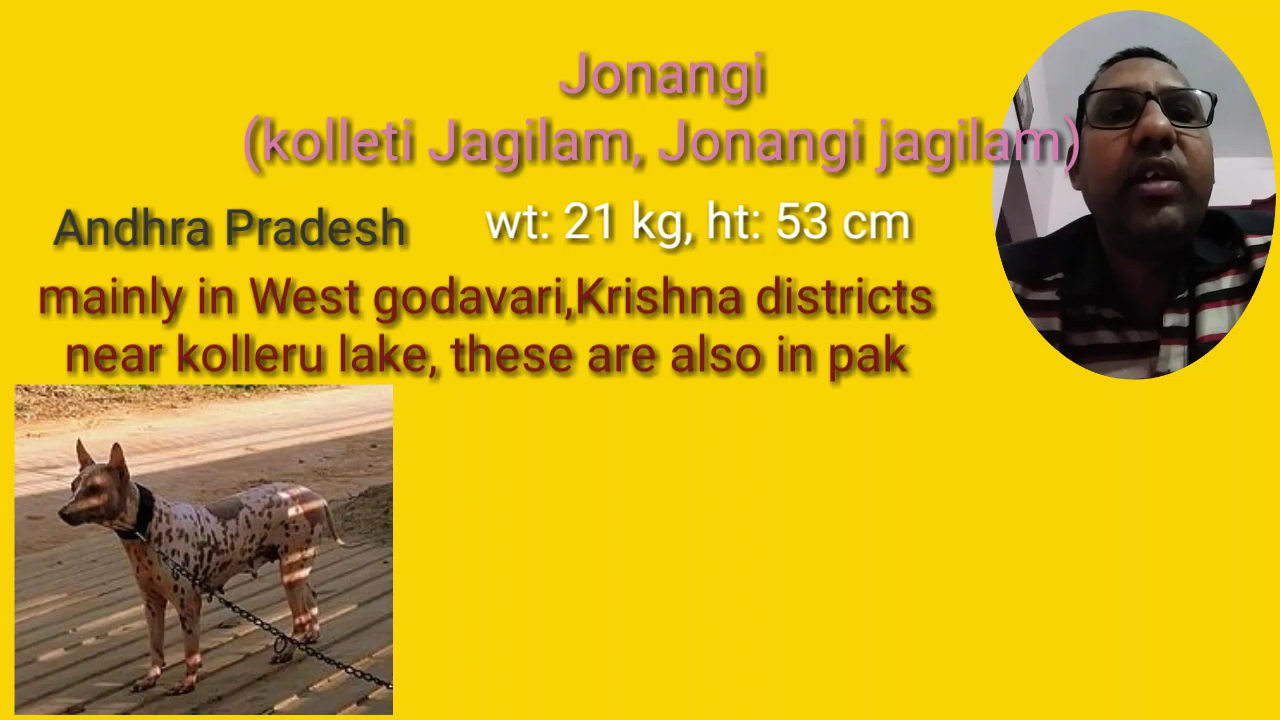 Jonangi
(kolleti Jagilam, Jonangi jagilam)
Andhra Pradesh
wt: 21 kg, ht: 53 cm
mainly in West godavari,Krishna districts
near kolleru lake, these are also in pak